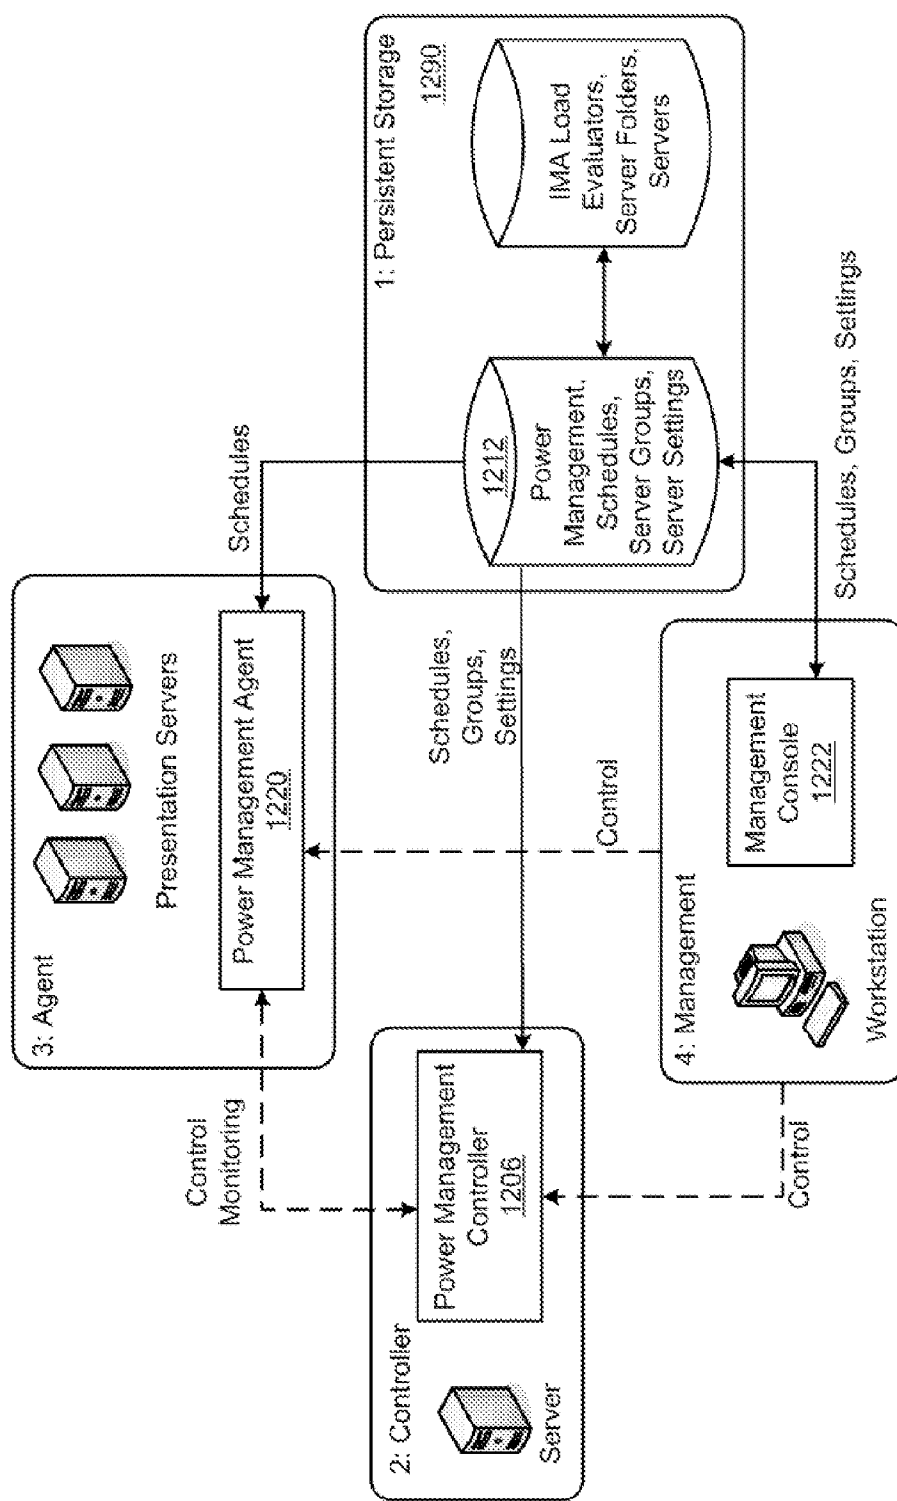 3: Agent
Presentation Servers
Power Management Agent
1220
Control
Monitoring
Schedules
2: Controller
Server
Power Management
Controller
1206
Schedules,
Groups,
Settings
1: Persistent Storage
1290
1212
Power
Management,
Schedules,
Server Groups,
Server Settings
IMA Load
Evaluators,
Server Folders,
Servers
Control
Control
4: Management
Workstation
Management
Console
1222
Schedules, Groups, Settings